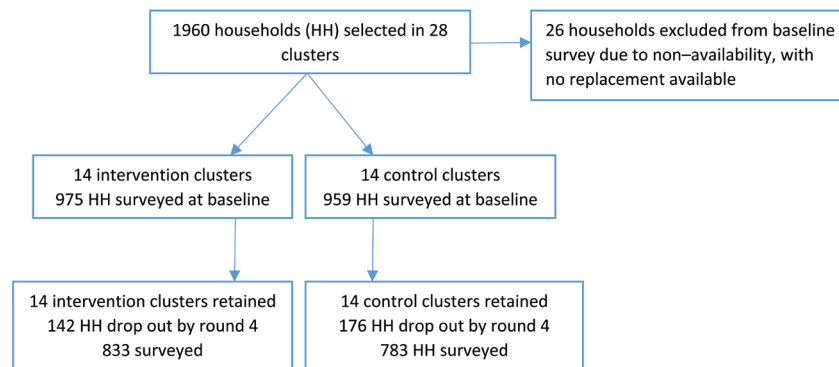 1960 households (HH) selected in 28
clusters
26 households excluded from baseline
survey due to non–availability, with
no replacement available
14 intervention clusters
975 HH surveyed at baseline
14 control clusters
959 HH surveyed at baseline
14 intervention clusters retained
142 HH drop out by round 4
833 surveyed
14 control clusters retained
176 HH drop out by round 4
783 HH surveyed